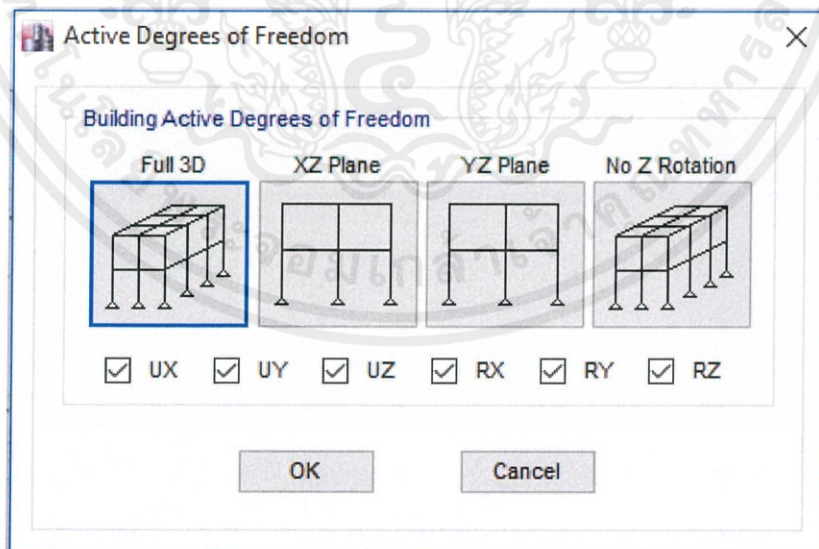 Active Degrees of Freedom
Building Active Degrees of Freedom
Full 3D XZ Plane YZ Plane No Z Rotation
UX UY UZ RX RY RZ
OK Cancel